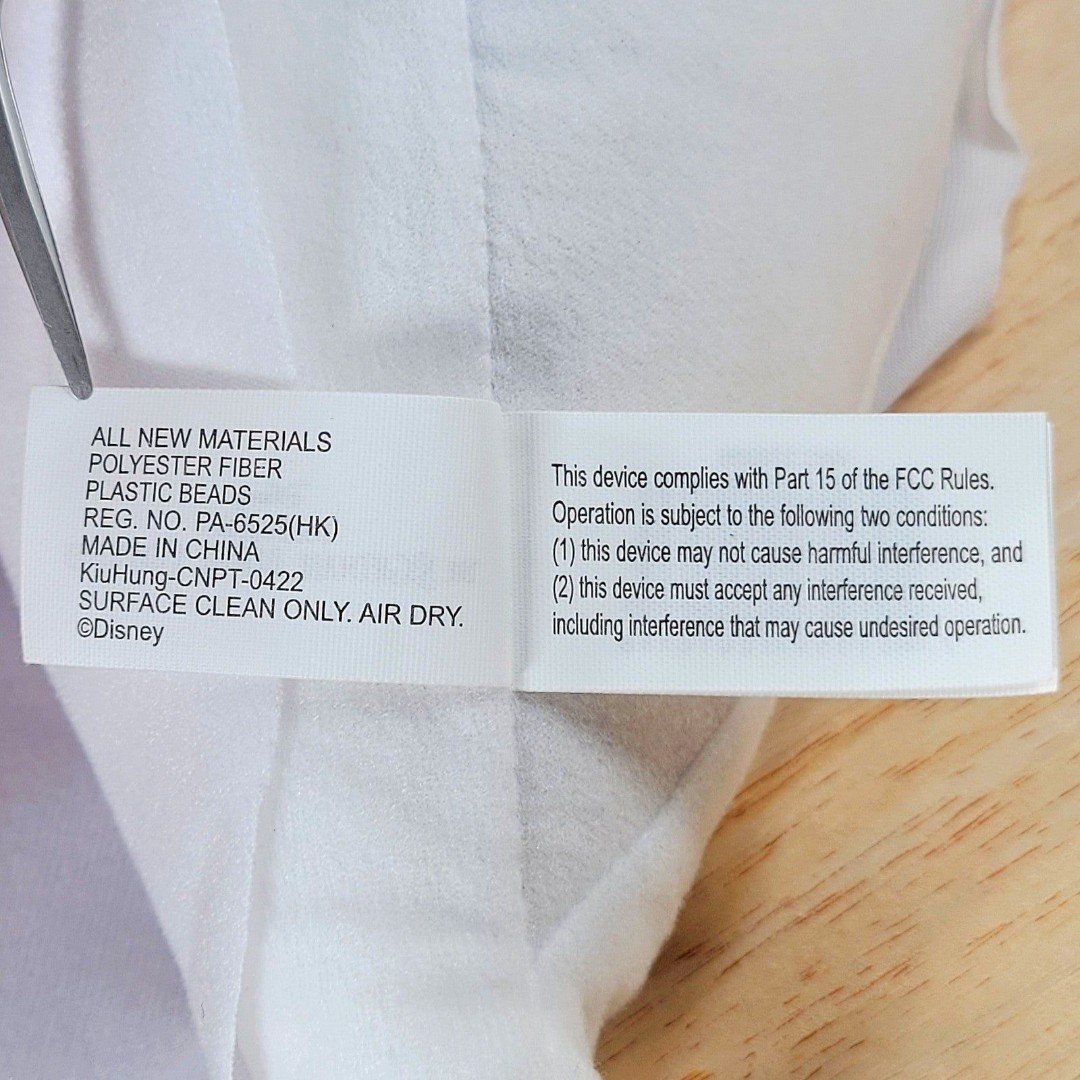 ALL NEW MATERIALS
POLYESTER FIBER
PLASTIC BEADS
REG. NO. PA-6525(HK)
MADE IN CHINA
KiuHung-CNPT-0422
SURFACE CLEAN ONLY. AIR DRY.
©Disney
This device complies with Part 15 of the FCC Rules.
Operation is subject to the following two conditions:
(1) this device may not cause harmful interference, and
(2) this device must accept any interference received,
including interference that may cause undesired operation.